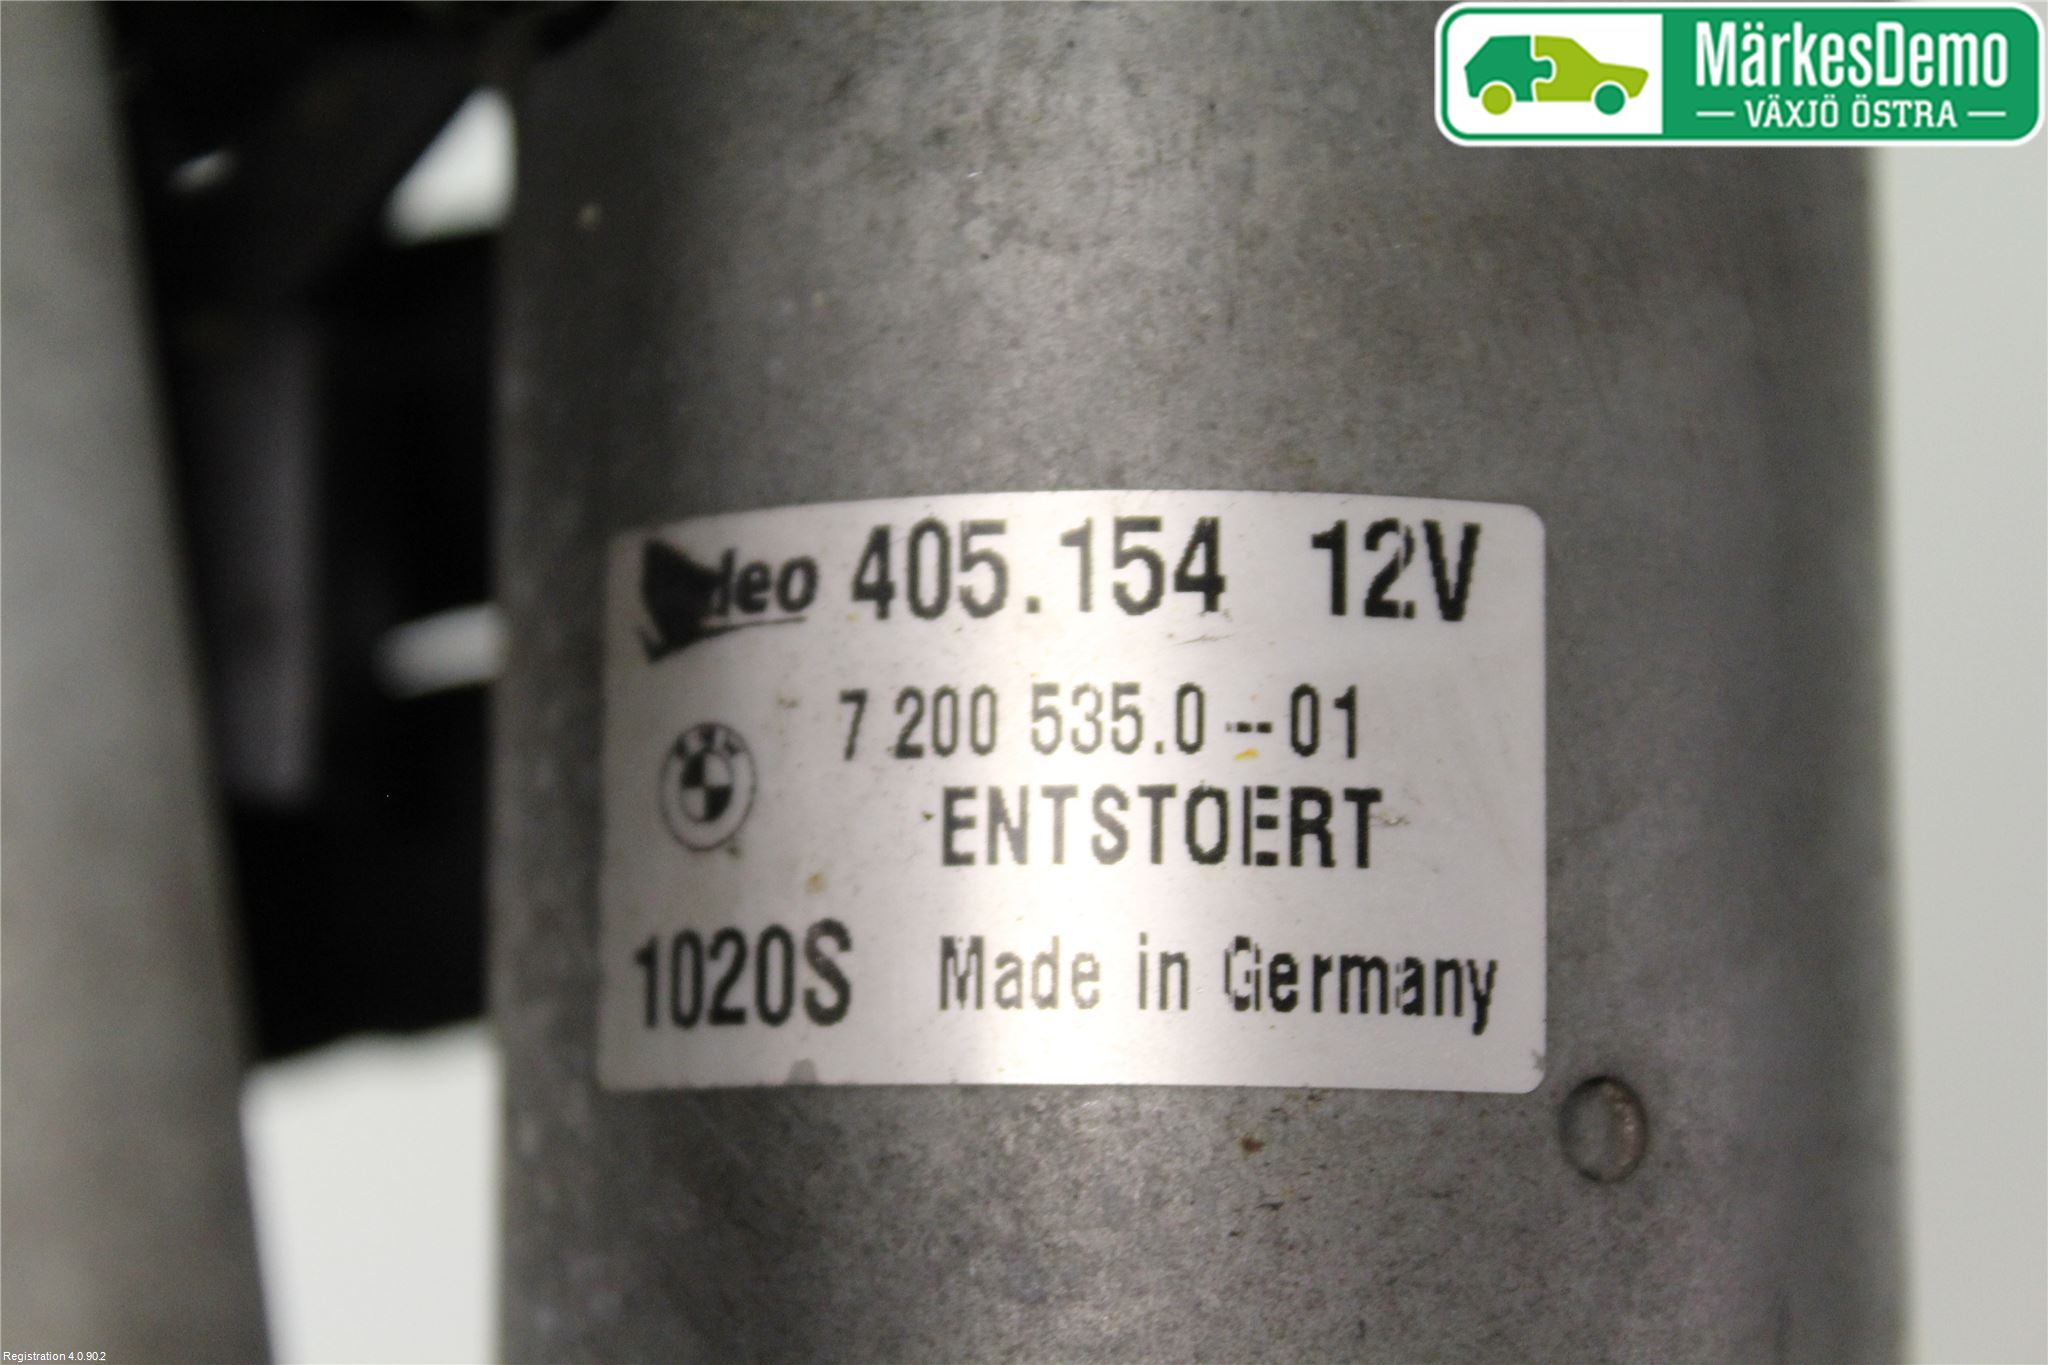 MärkesDemo
VÄXJÖ ÖSTRA
Valeo 405.154 12V
7 200 535.0--01
ENTSTOERT
1020S Made in Germany
Registration 4.0.90.2